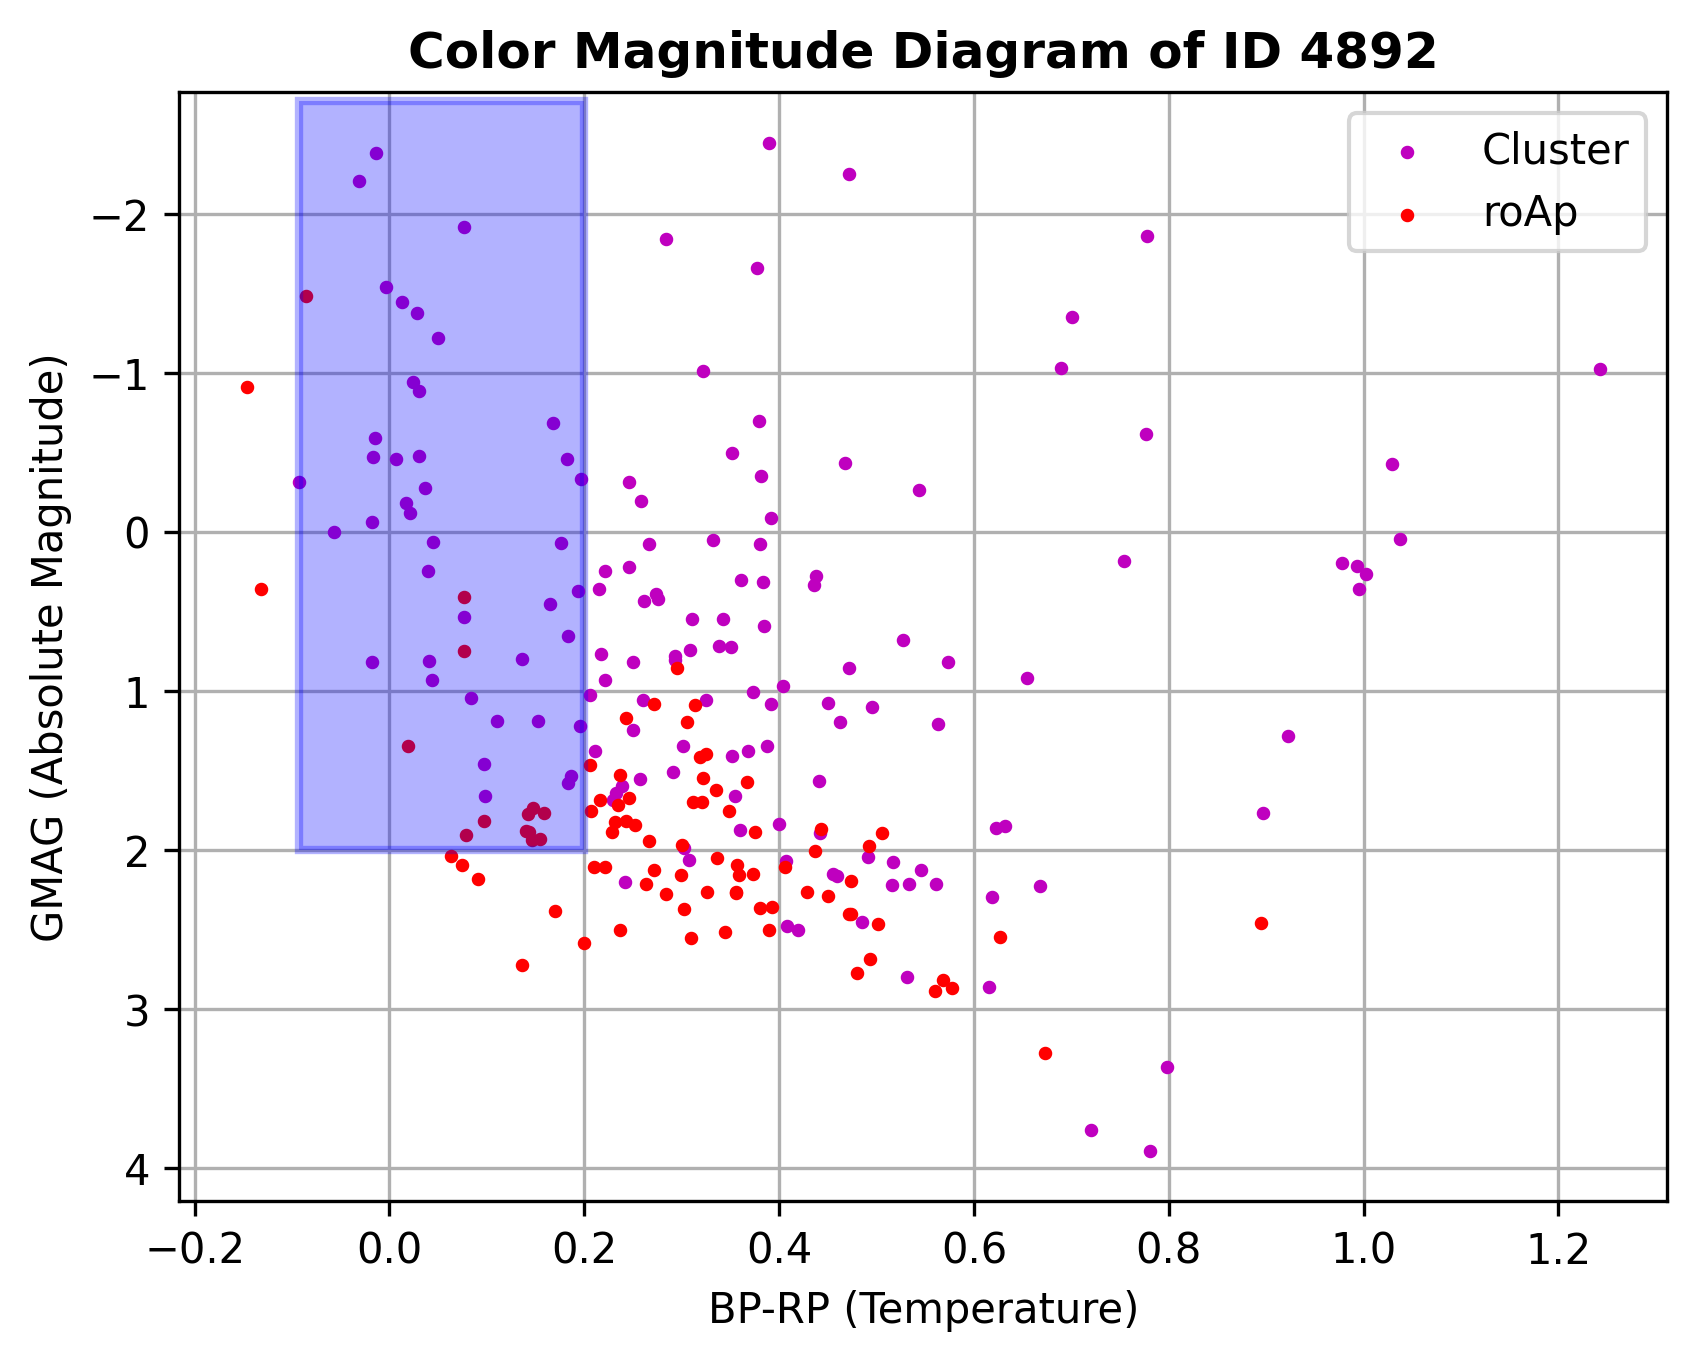 Color Magnitude Diagram of ID 4892
Cluster
roAp
GMAG (Absolute Magnitude)
−2
−1
0
1
2
3
4
−0.2 0.0 0.2 0.4 0.6 0.8 1.0 1.2
BP-RP (Temperature)